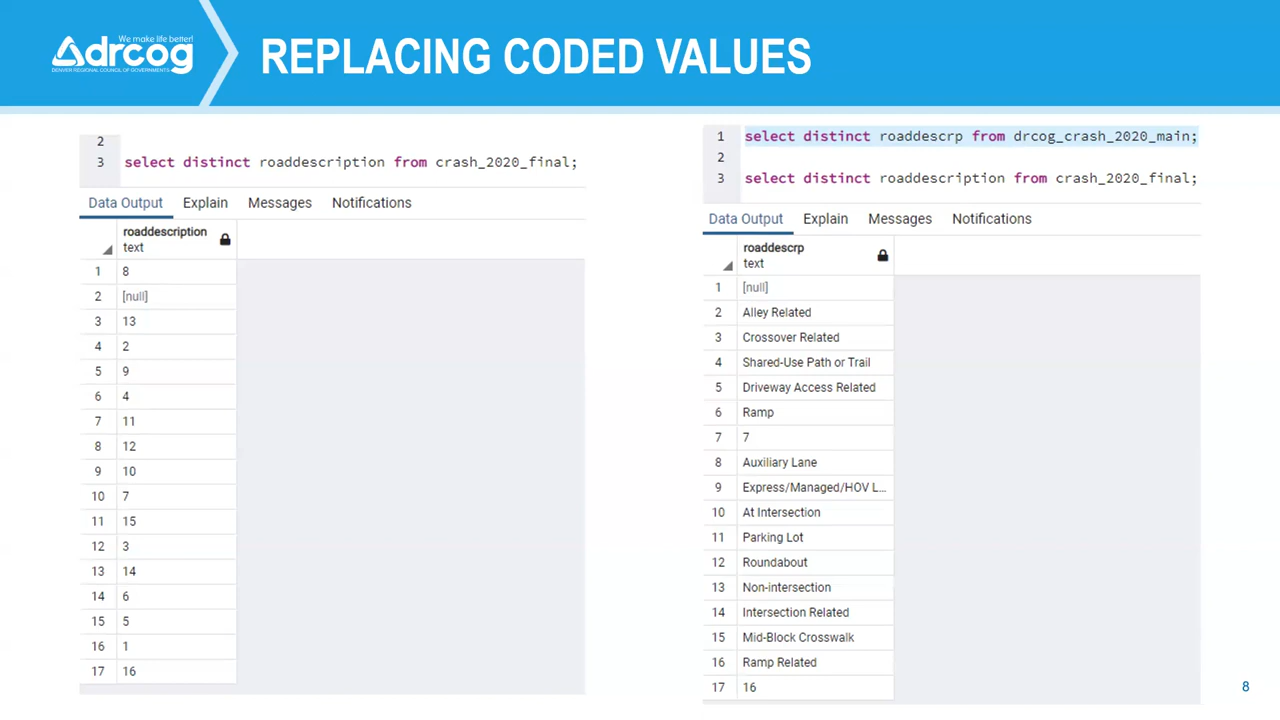 We make life better!
drcog
DENVER REGIONAL COUNCIL OF GOVERNMENTS
REPLACING CODED VALUES
2
3 select distinct roaddescription from crash_2020_final;
Data Output Explain Messages Notifications
roaddescription
text
1 8
2 [null]
3 13
4 2
5 9
6 4
7 11
8 12
9 10
10 7
11 15
12 3
13 14
14 6
15 5
16 1
17 16
1 select distinct roaddescrp from drcog_crash_2020_main;
2
3 select distinct roaddescription from crash_2020_final;
Data Output Explain Messages Notifications
roaddescrp
text
1 [null]
2 Alley Related
3 Crossover Related
4 Shared-Use Path or Trail
5 Driveway Access Related
6 Ramp
7 7
8 Auxiliary Lane
9 Express/Managed/HOV L...
10 At Intersection
11 Parking Lot
12 Roundabout
13 Non-intersection
14 Intersection Related
15 Mid-Block Crosswalk
16 Ramp Related
17 16
8